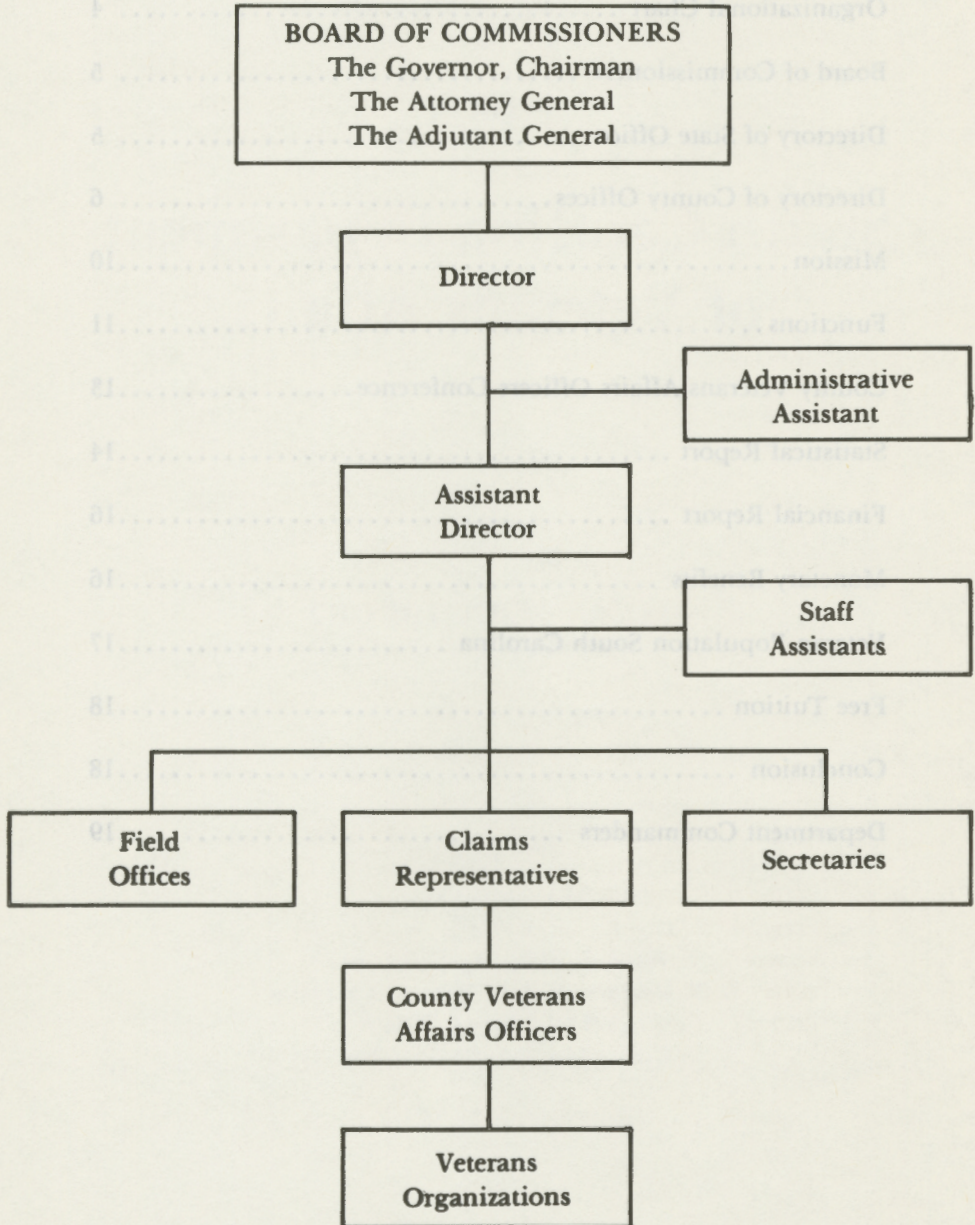 BOARD OF COMMISSIONERS
The Governor, Chairman
The Attorney General
The Adjutant General
Director
Administrative
Assistant
Assistant
Director
Staff
Assistants
Field
Offices
Claims
Representatives
Secretaries
County Veterans
Affairs Officers
Veterans
Organizations